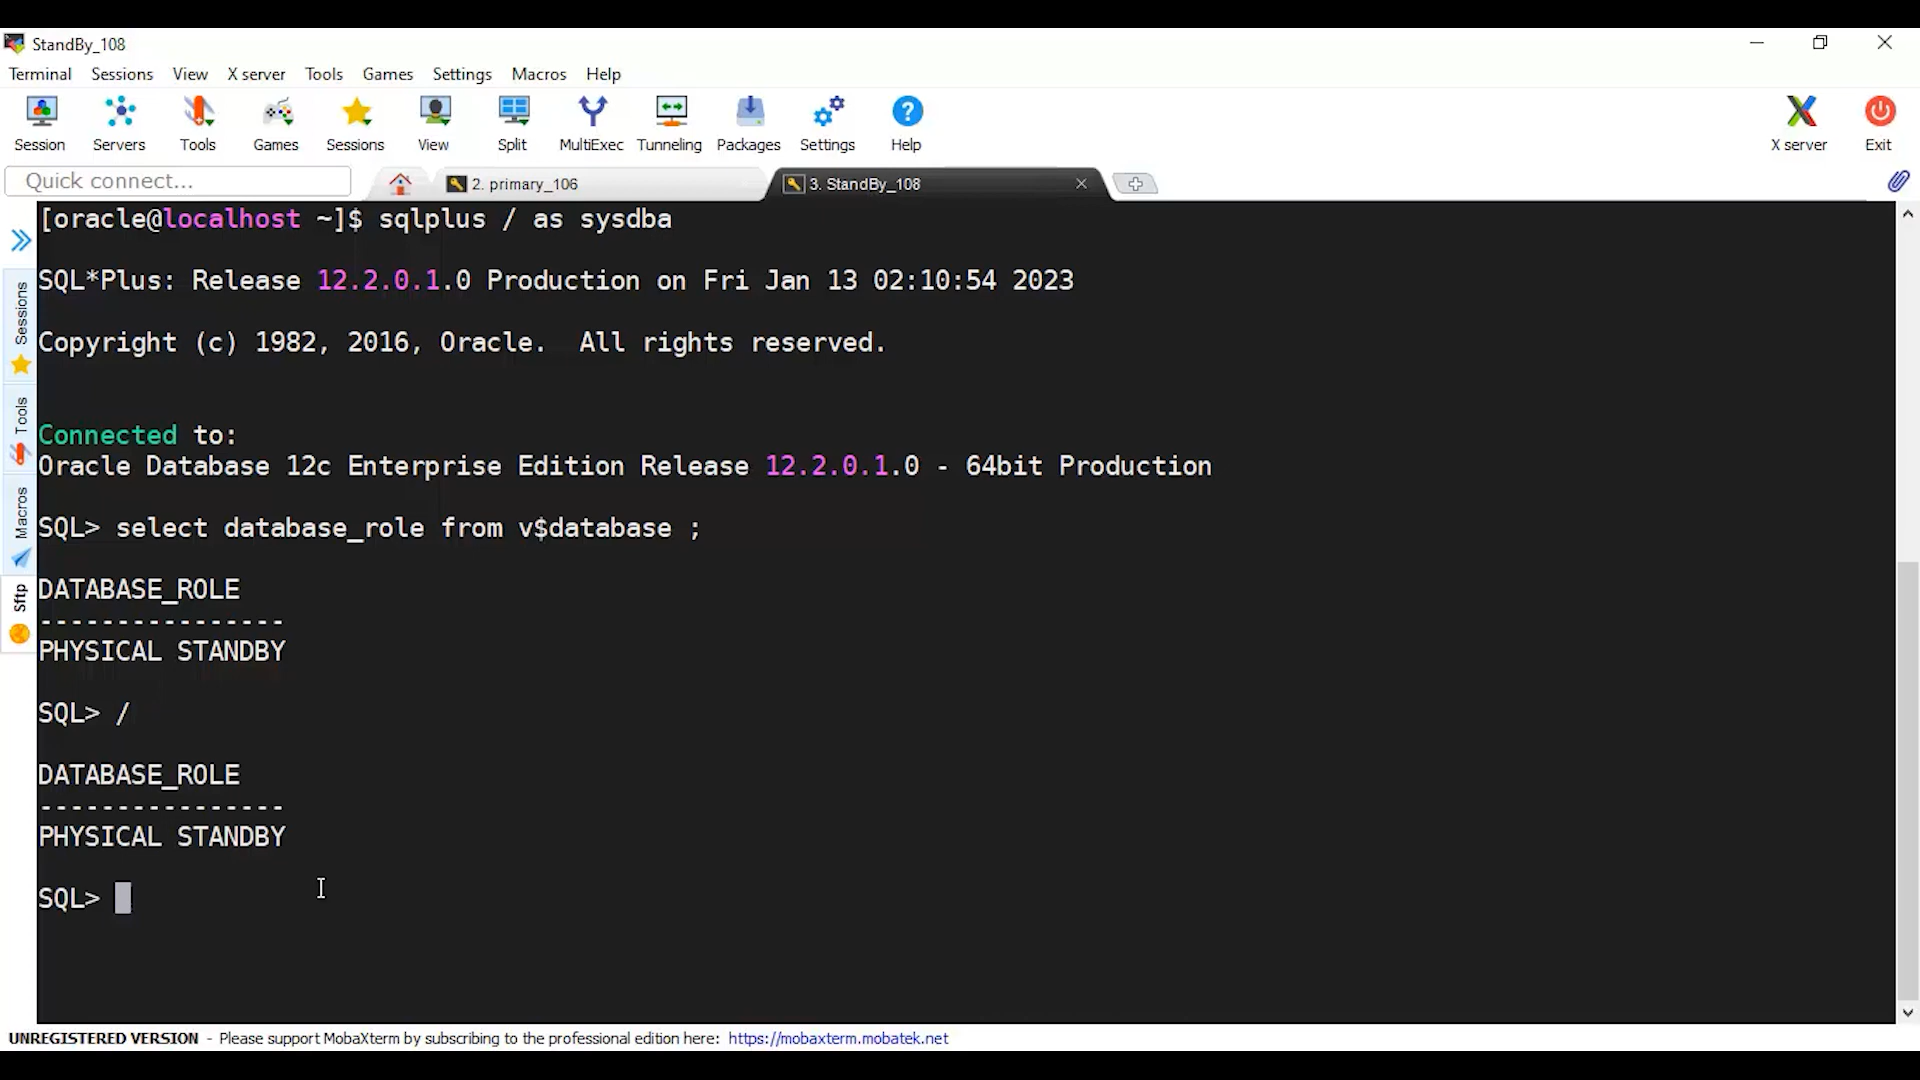 StandBy_108
Terminal Sessions View X server Tools Games Settings Macros Help
Session Servers Tools Games Sessions View Split MultiExec Tunneling Packages Settings Help X server Exit
Quick connect... 2. primary_106 3. StandBy_108
Sessions
Tools
Macros
Sftp
[oracle@localhost ~]$ sqlplus / as sysdba
SQL*Plus: Release 12.2.0.1.0 Production on Fri Jan 13 02:10:54 2023
Copyright (c) 1982, 2016, Oracle.  All rights reserved.
Connected to:
Oracle Database 12c Enterprise Edition Release 12.2.0.1.0 - 64bit Production
SQL> select database_role from v$database ;
DATABASE_ROLE
----------------
PHYSICAL STANDBY
SQL> /
DATABASE_ROLE
----------------
PHYSICAL STANDBY
SQL>
UNREGISTERED VERSION - Please support MobaXterm by subscribing to the professional edition here: https://mobaxterm.mobatek.net